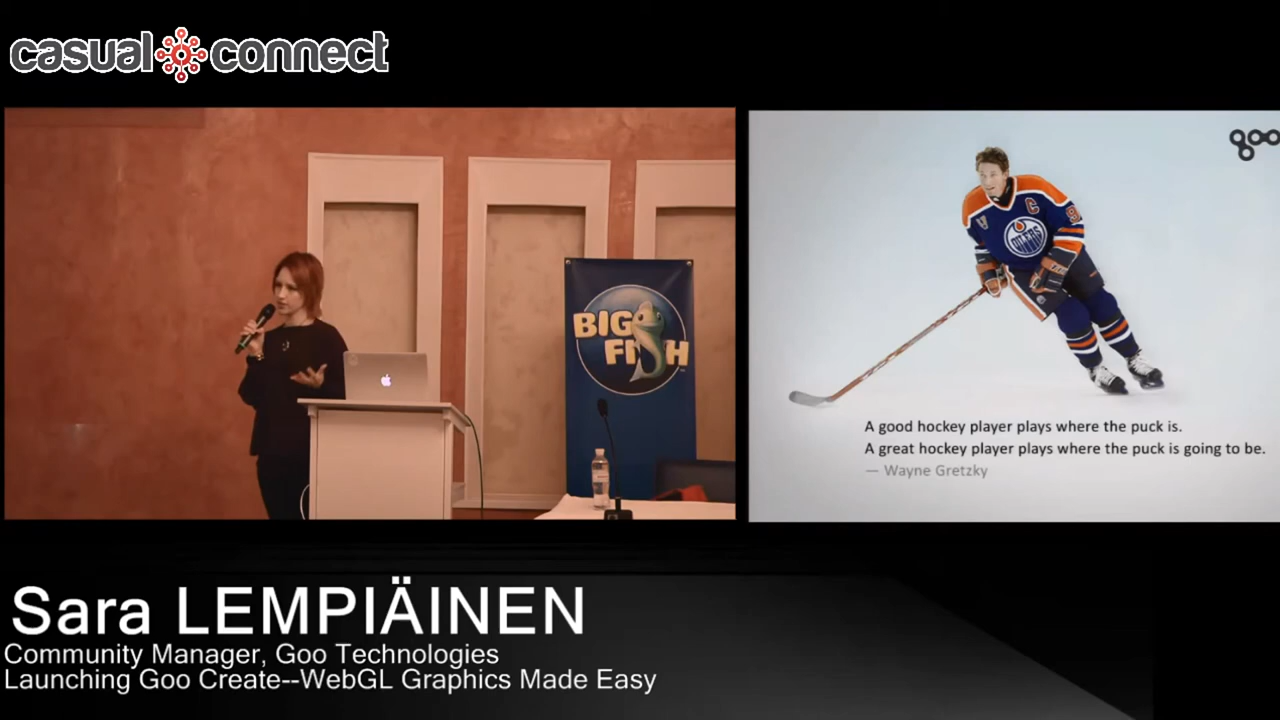 casual connect
goo
BIG
FISH
OILERS
C
A good hockey player plays where the puck is.
A great hockey player plays where the puck is going to be.
— Wayne Gretzky
Sara LEMPIÄINEN
Community Manager, Goo Technologies
Launching Goo Create--WebGL Graphics Made Easy